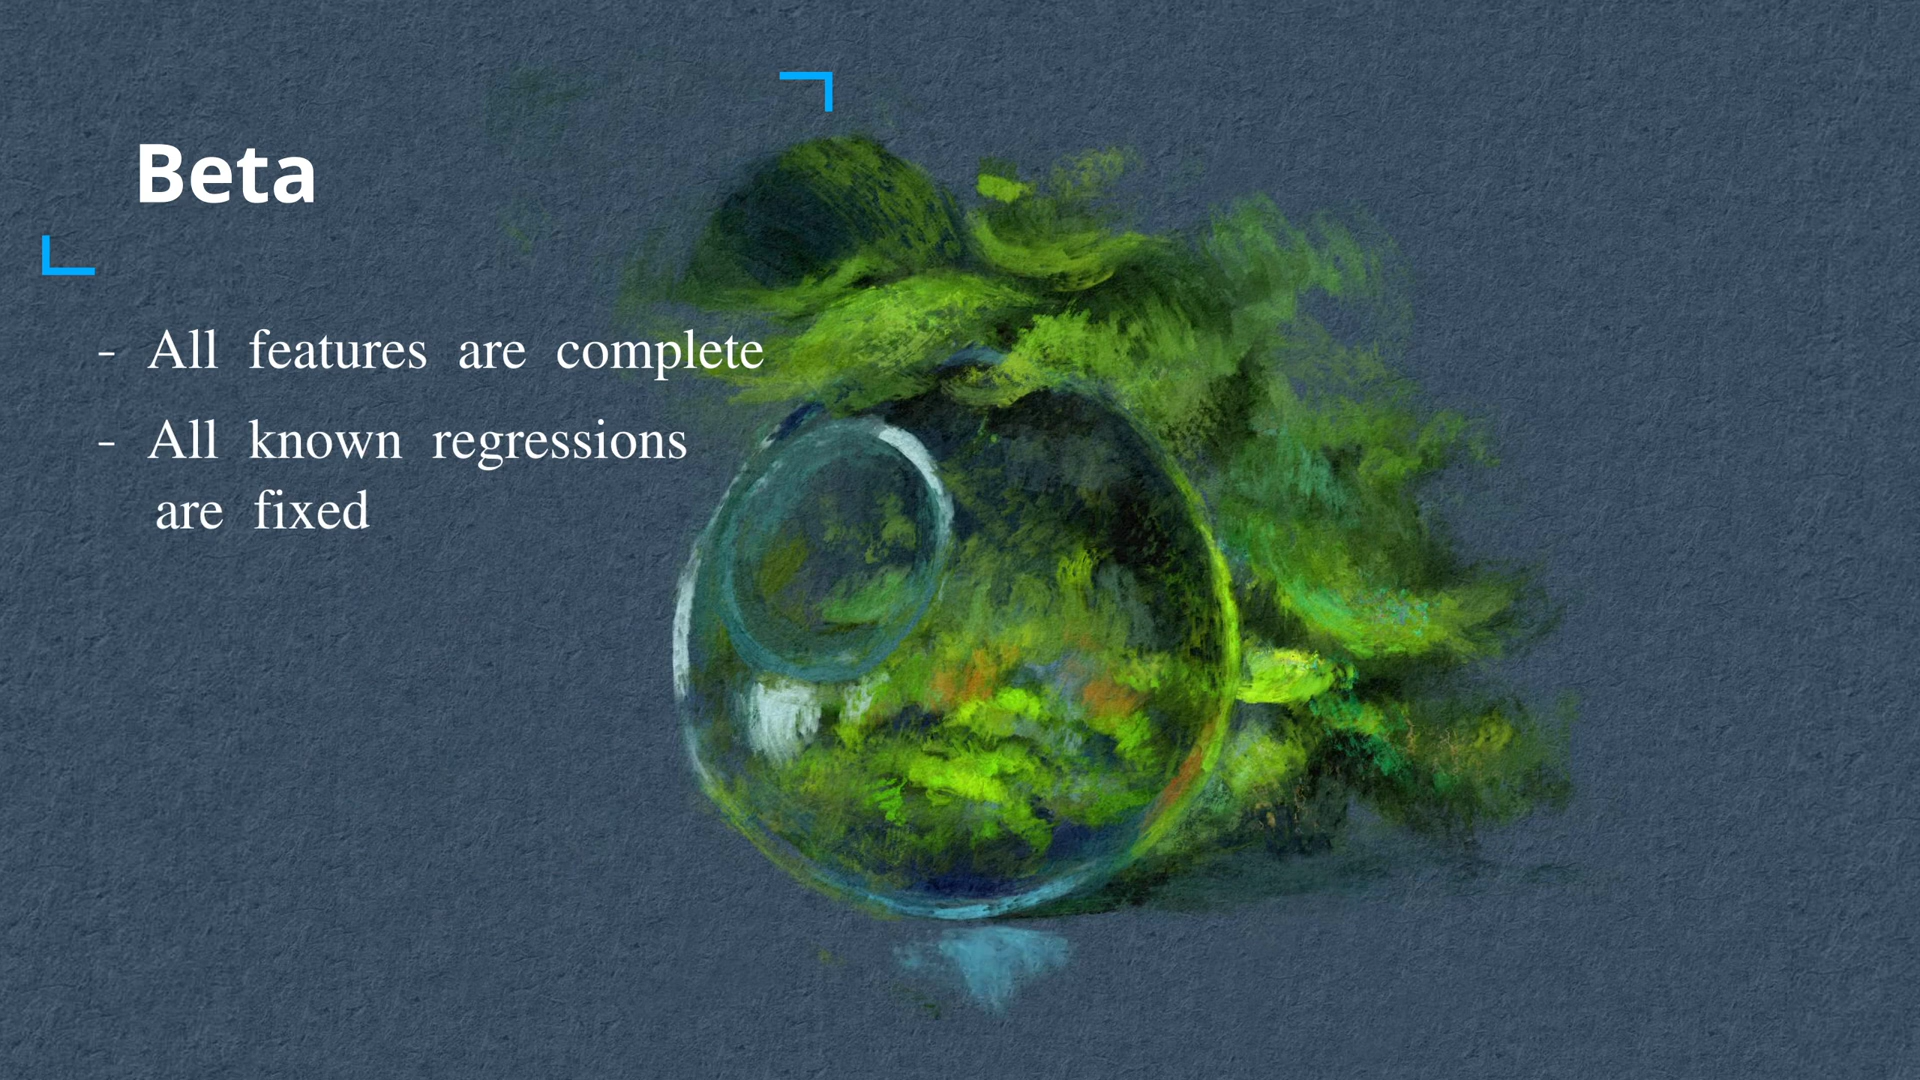 Beta
- All features are complete
- All known regressions
are fixed